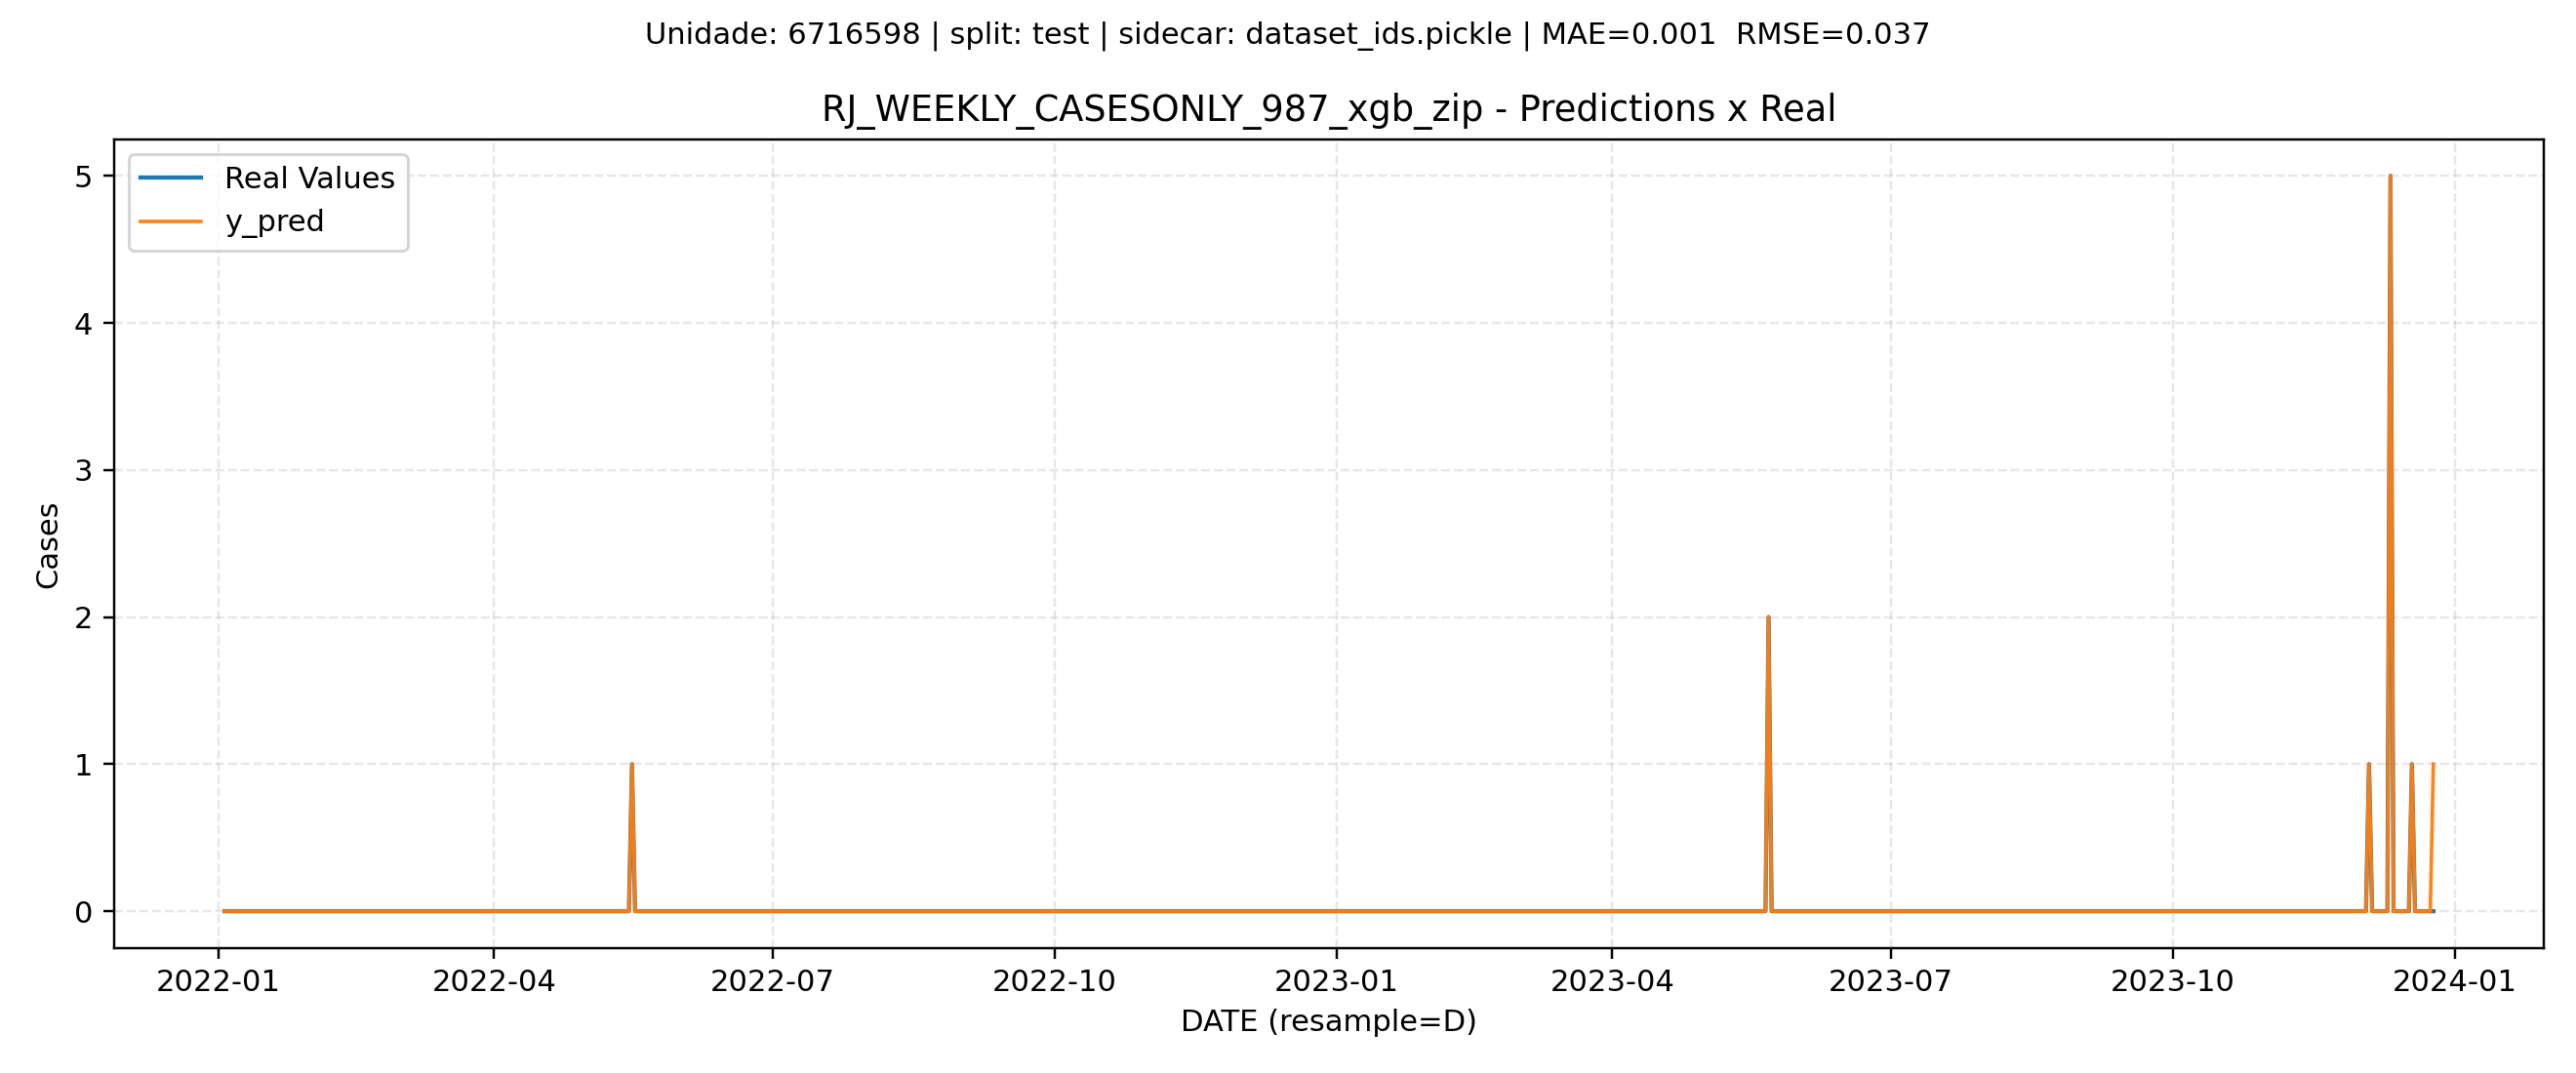 Unidade: 6716598 | split: test | sidecar: dataset_ids.pickle | MAE=0.001  RMSE=0.037
RJ_WEEKLY_CASESONLY_987_xgb_zip - Predictions x Real
Real Values
y_pred
5
4
3
2
1
0
Cases
2022-01
2022-04
2022-07
2022-10
2023-01
2023-04
2023-07
2023-10
2024-01
DATE (resample=D)